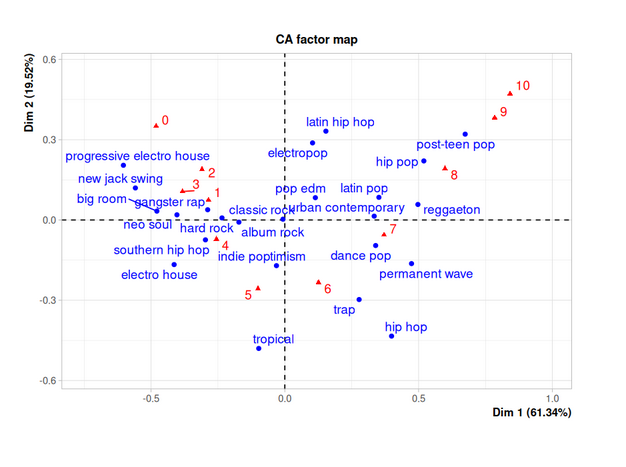 CA factor map
Dim 2 (19.52%)
0.6
10
9
0
latin hip hop
0.3
electropop
post-teen pop
progressive electro house
hip pop
2
8
new jack swing
3
pop edm
latin pop
big room
gangster rap
1
classic rock
urban contemporary
reggaeton
0.0
neo soul
hard rock
album rock
7
4
southern hip hop
indie poptimism
dance pop
electro house
permanent wave
5
6
-0.3
trap
hip hop
tropical
-0.6
-0.5
0.0
0.5
1.0
Dim 1 (61.34%)